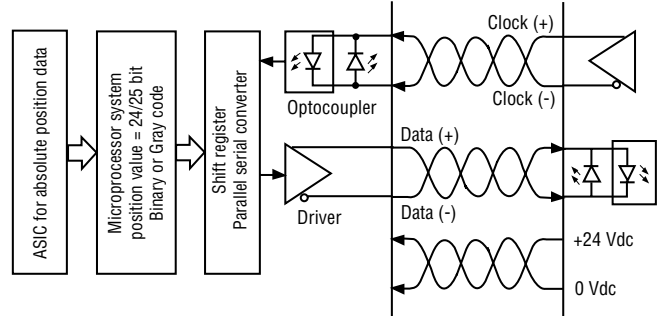 ASIC for absolute position data
Microprocessor system
position value = 24/25 bit
Binary or Gray code
Shift register
Parallel serial converter
Optocoupler
Driver
Clock (+)
Clock (-)
Data (+)
Data (-)
+24 Vdc
0 Vdc